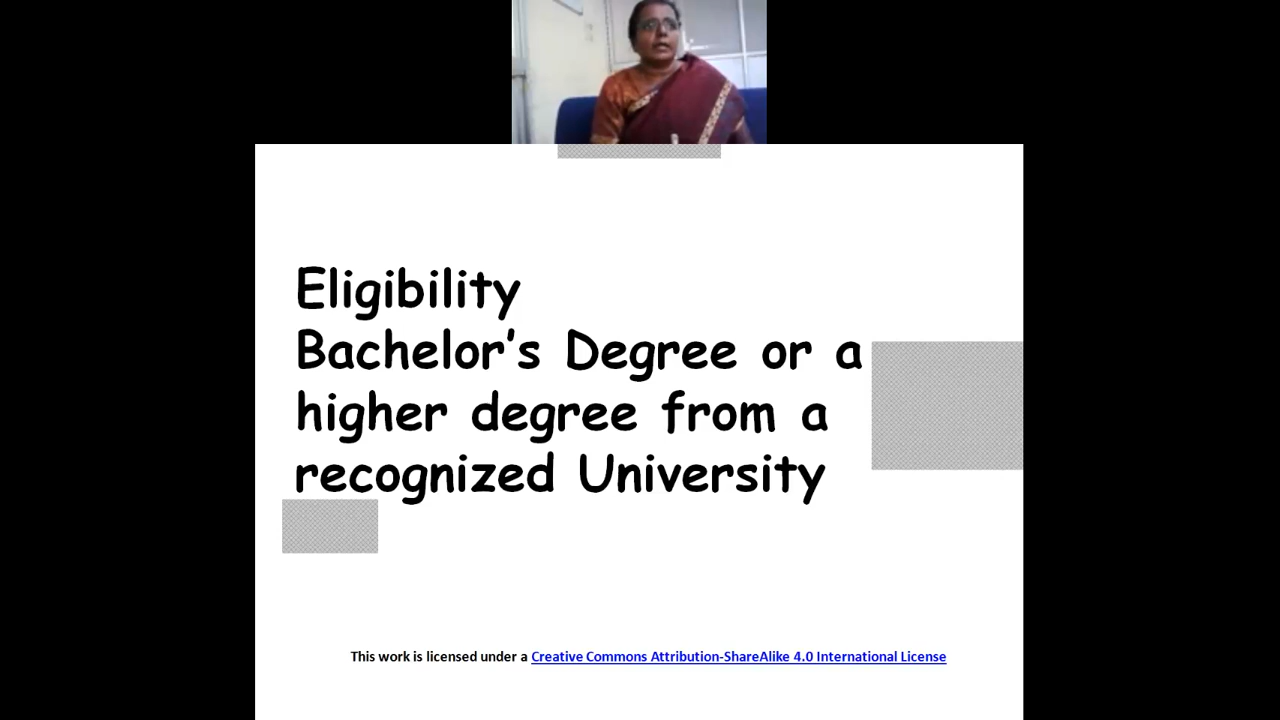 Eligibility
Bachelor’s Degree or a
higher degree from a
recognized University
This work is licensed under a Creative Commons Attribution-ShareAlike 4.0 International License